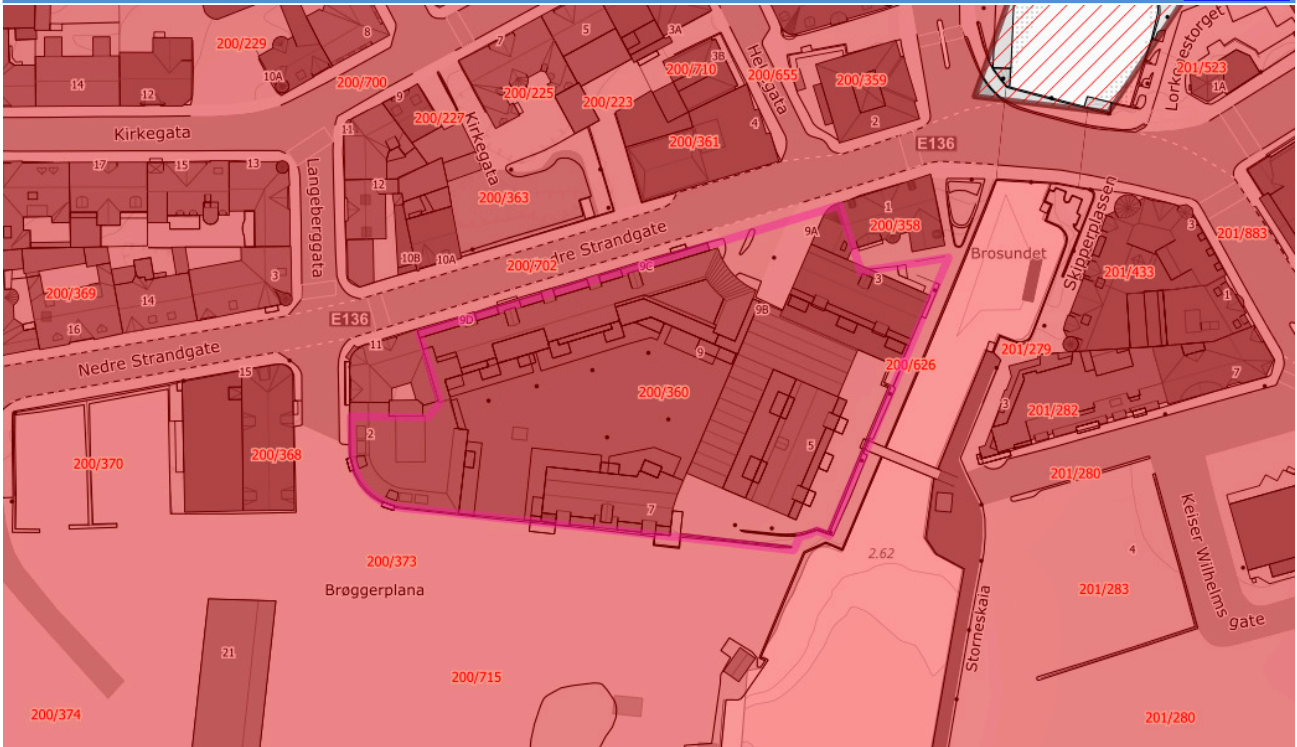 200/229
8
7
5
3A
3B
200/710
Lorkenestorget
201/523
1A
14
12
10A
200/700
200/225
200/223
200/655
200/359
Kirkegata
11
9
200/227
Kirkegata
4
200/361
2
E136
17
15
13
Langeberggata
12
200/363
10B
10A
Nedre Strandgate
200/702
9C
9A
1
200/358
Brosundet
Skipperplassen
3
201/883
201/433
3
200/369
14
16
E136
9D
9B
3
1
Nedre Strandgate
11
9
200/360
200/626
201/279
15
2
5
3
201/282
7
200/370
200/368
7
201/280
200/373
2.62
4
Keiser Wilhelms gate
Brøggerplana
201/283
21
Storneskaia
200/715
200/374
201/280